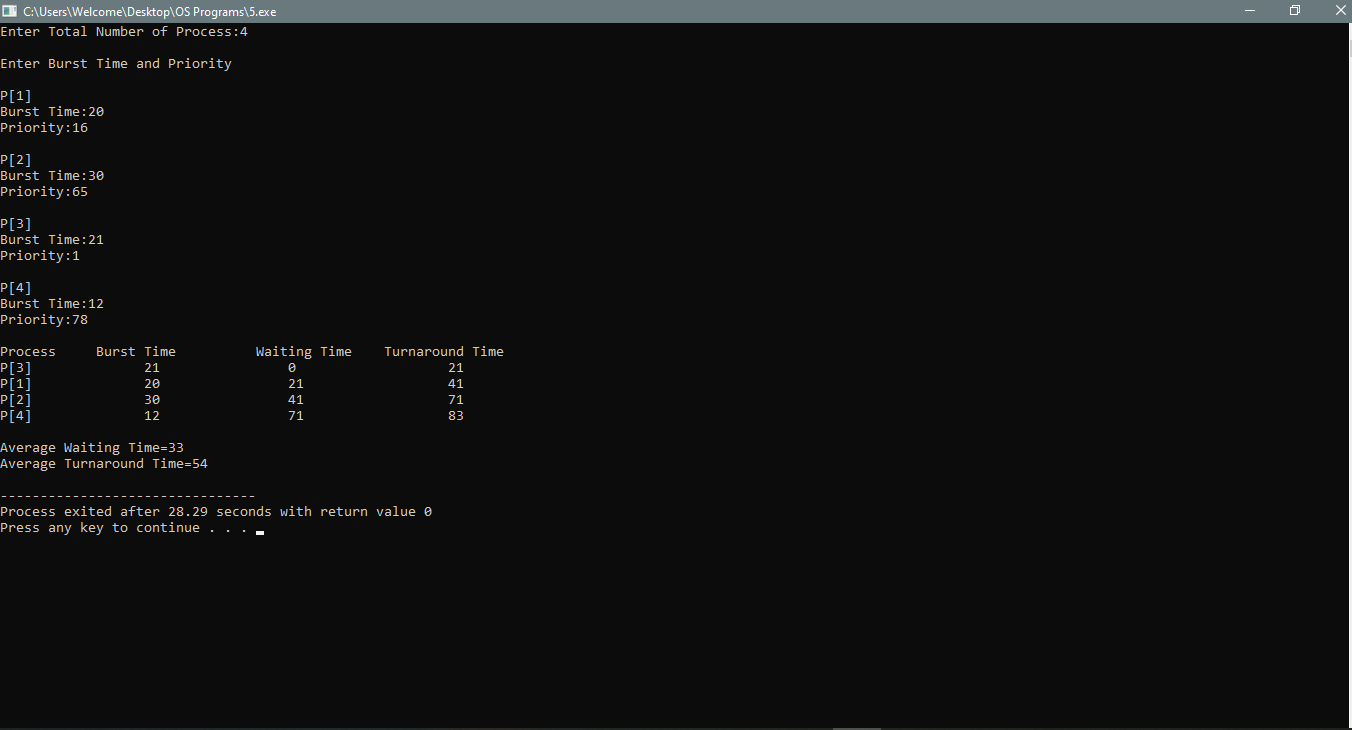 C:\Users\Welcome\Desktop\OS Programs\5.exe
Enter Total Number of Process:4
Enter Burst Time and Priority
P[1]
Burst Time:20
Priority:16
P[2]
Burst Time:30
Priority:65
P[3]
Burst Time:21
Priority:1
P[4]
Burst Time:12
Priority:78
Process Burst Time Waiting Time Turnaround Time
P[3] 21 0 21
P[1] 20 21 41
P[2] 30 41 71
P[4] 12 71 83
Average Waiting Time=33
Average Turnaround Time=54
--------------------------------
Process exited after 28.29 seconds with return value 0
Press any key to continue . . .